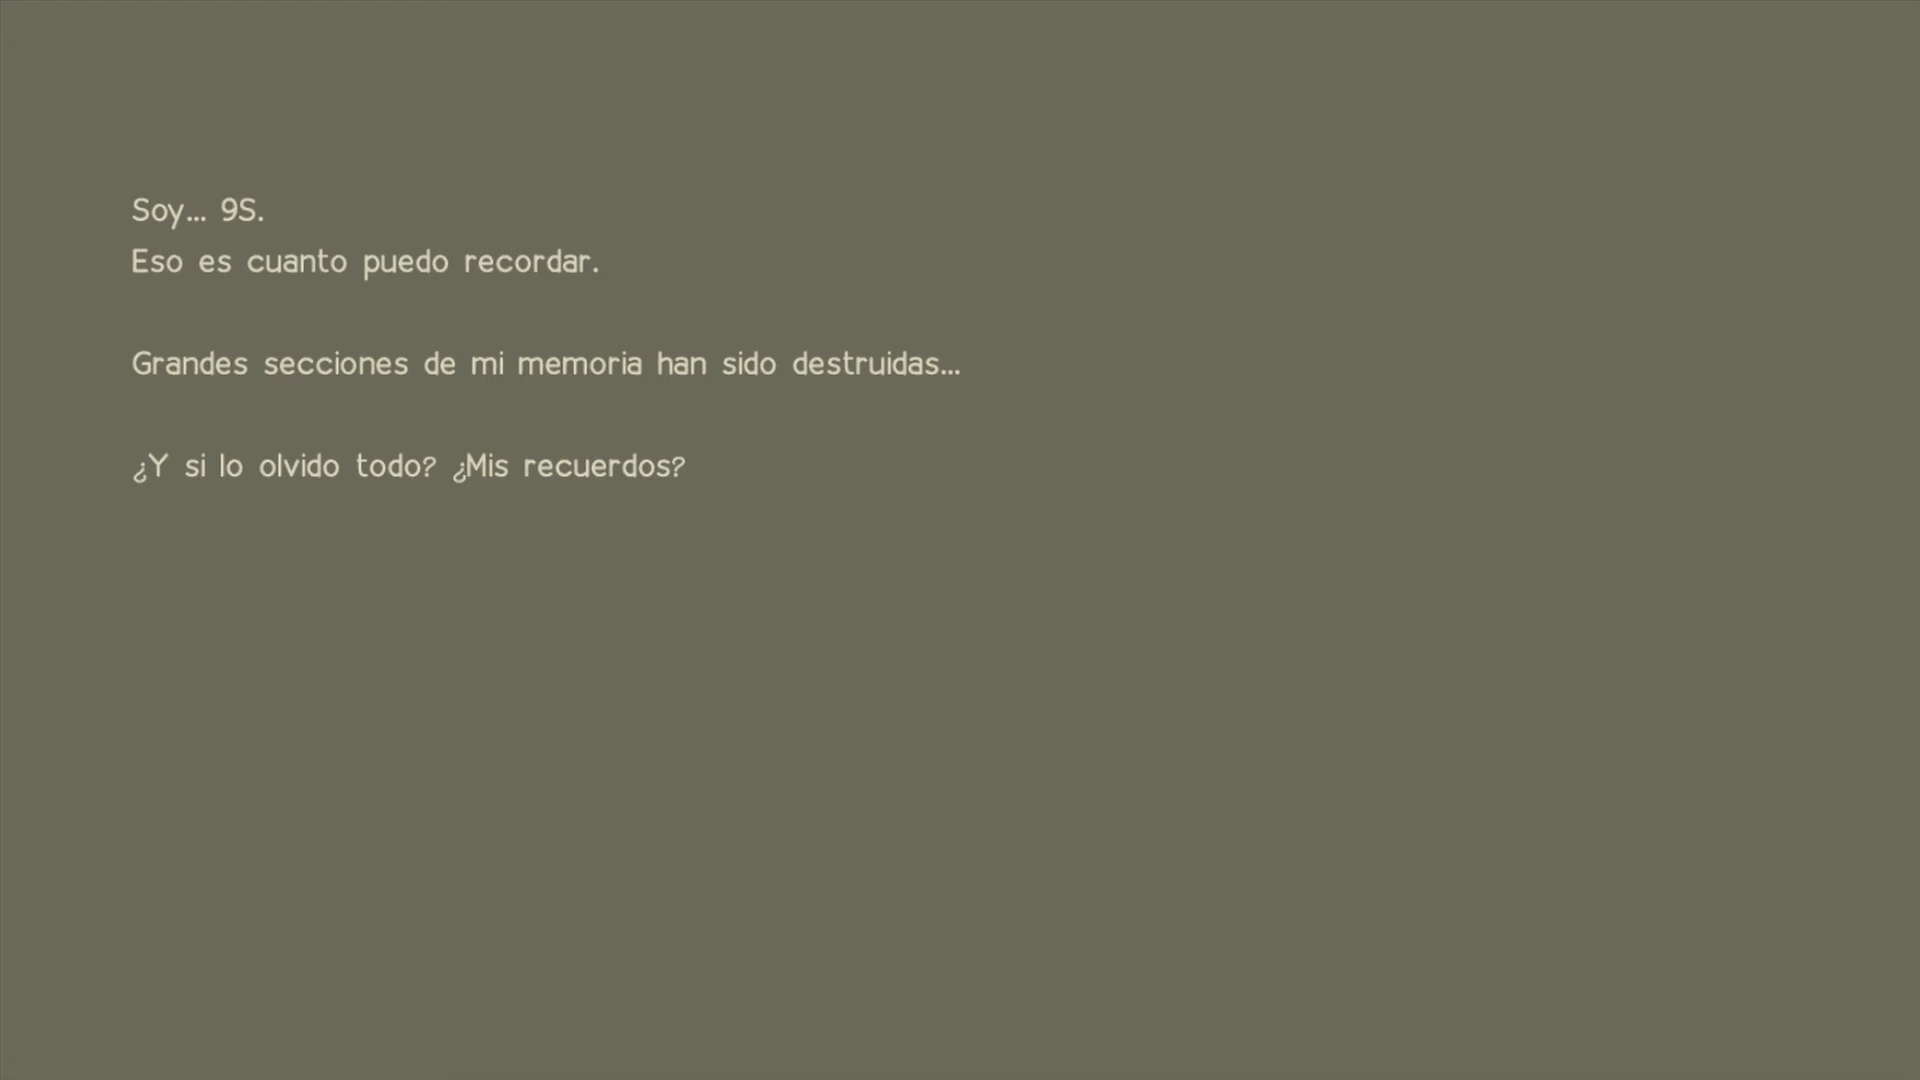 Soy... 9S.
Eso es cuanto puedo recordar.
Grandes secciones de mi memoria han sido destruidas...
¿Y si lo olvido todo? ¿Mis recuerdos?